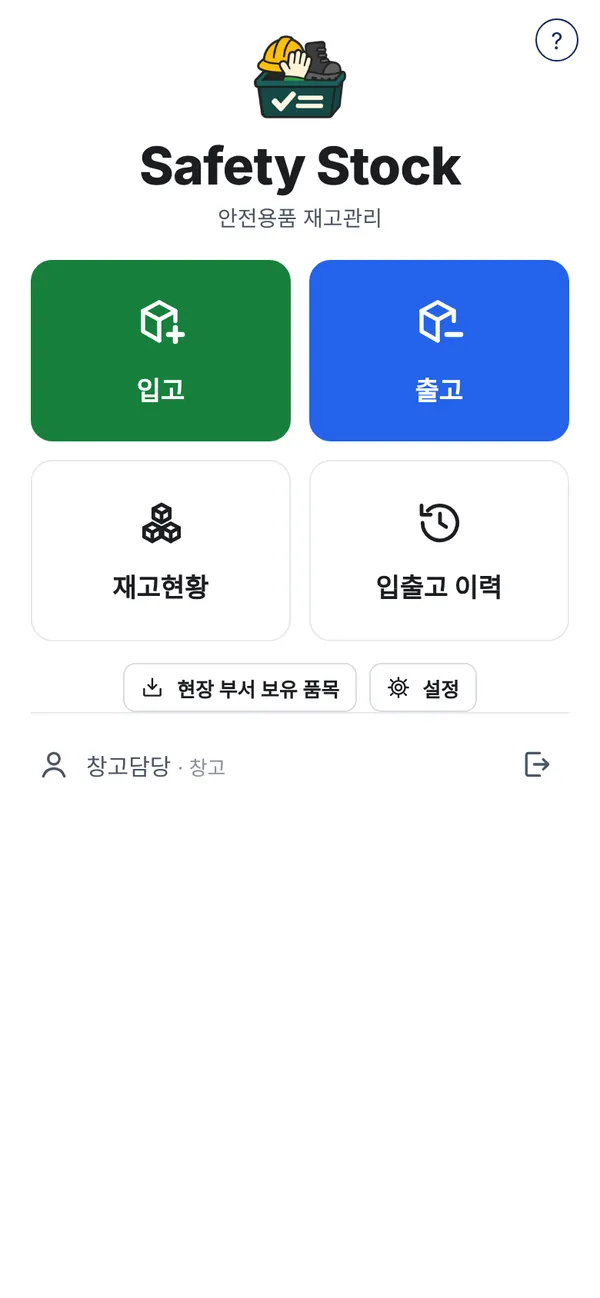 ?
Safety Stock
안전용품 재고관리
입고
출고
재고현황
입출고 이력
현장 부서 보유 품목
설정
창고담당 · 창고